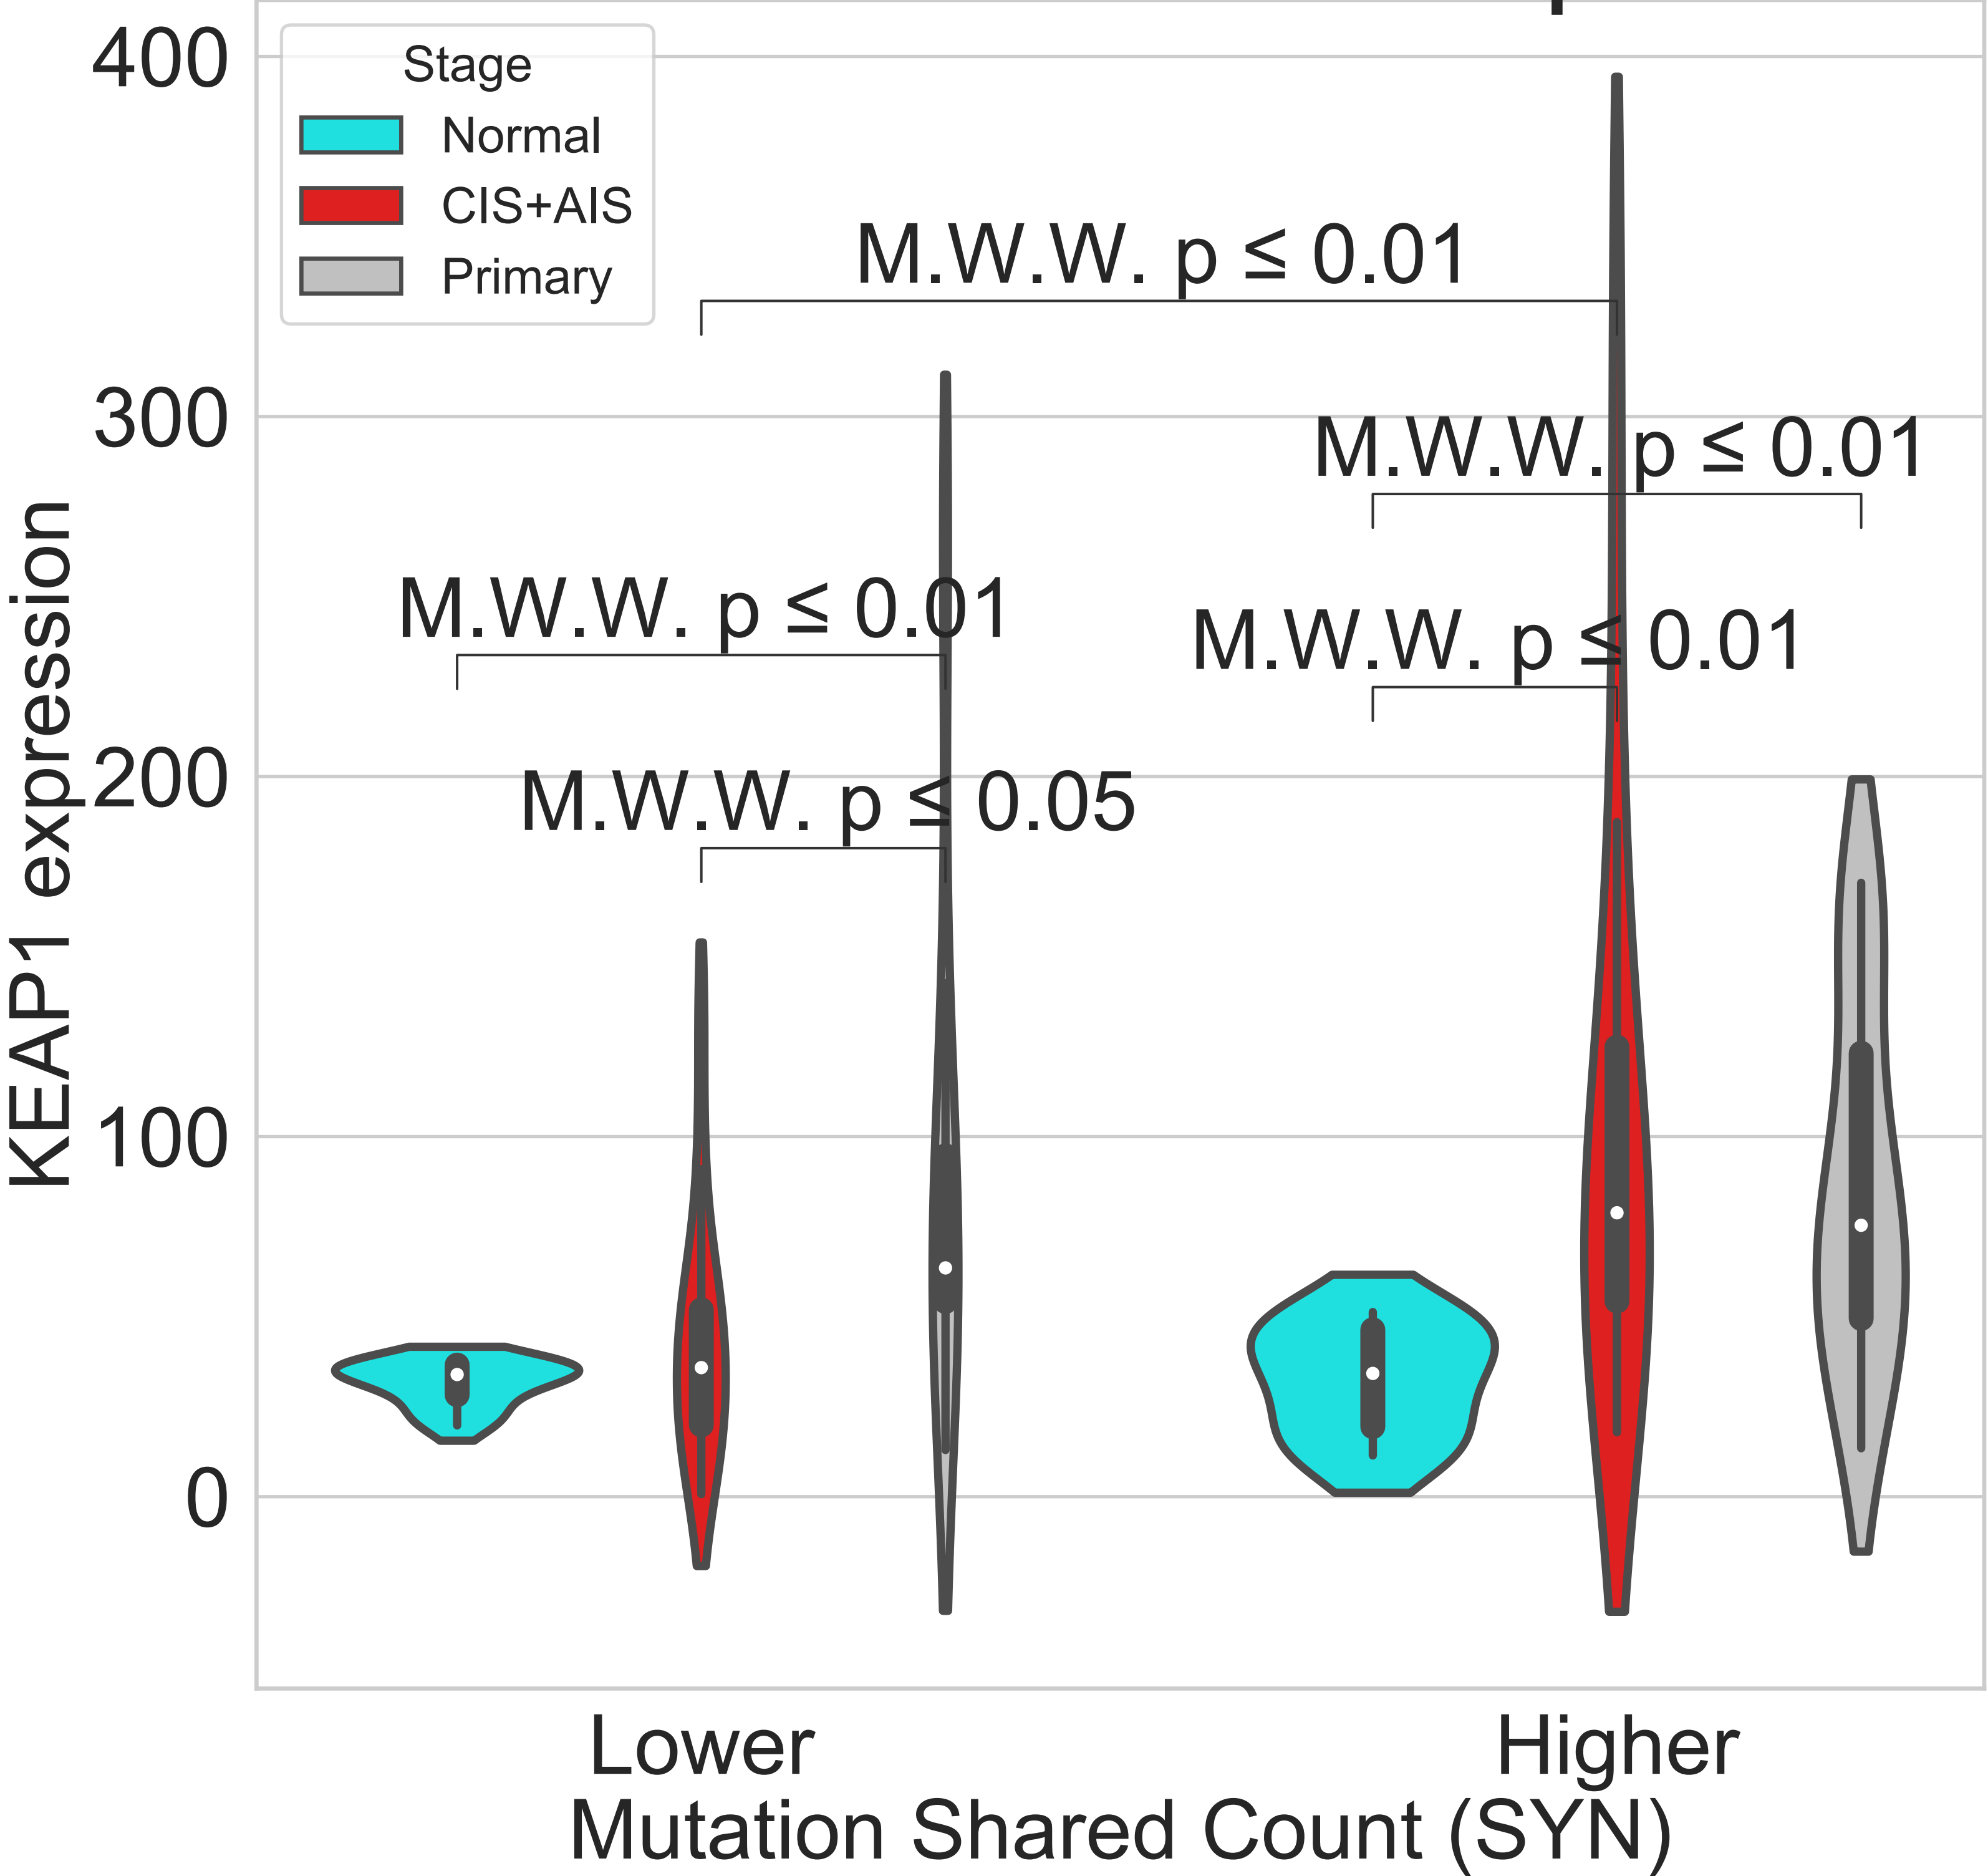 400
300
200
100
0
KEAP1 expression
Stage
Normal
CIS+AIS
Primary
M.W.W. p ≤ 0.01
M.W.W. p ≤ 0.01
M.W.W. p ≤ 0.01
M.W.W. p ≤ 0.01
M.W.W. p ≤ 0.05
Lower
Higher
Mutation Shared Count (SYN)